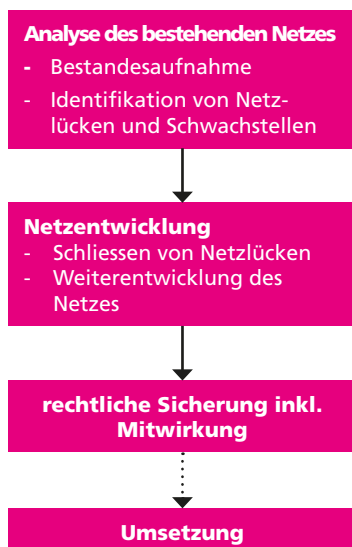 Analyse des bestehenden Netzes
- Bestandesaufnahme
- Identifikation von Netz-
lücken und Schwachstellen
Netzentwicklung
- Schliessen von Netzlücken
- Weiterentwicklung des
Netzes
rechtliche Sicherung inkl.
Mitwirkung
Umsetzung